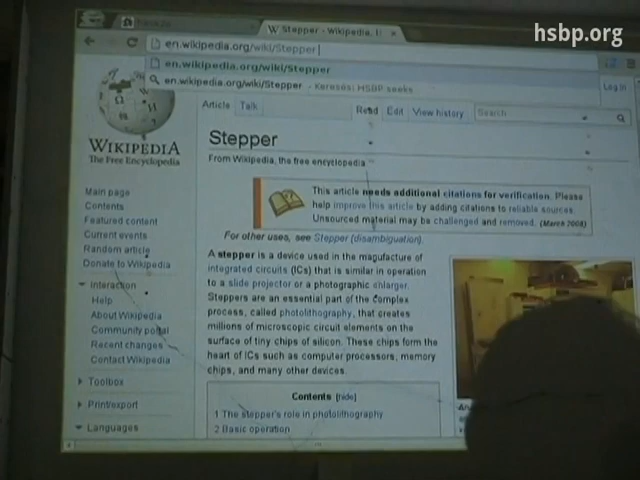 hsbp.org
Stepper - Wikipedia, t
en.wikipedia.org/wiki/Stepper
en.wikipedia.org/wiki/Stepper
en.wikipedia.org/wiki/Stepper - Keresés: HSBP seeks
Log in
Article Talk Read Edit View history Search
WIKIPEDIA
The Free Encyclopedia
Main page
Contents
Featured content
Current events
Random article
Donate to Wikipedia
Interaction
Help
About Wikipedia
Community portal
Recent changes
Contact Wikipedia
Toolbox
Print/export
Languages
Stepper
From Wikipedia, the free encyclopedia
This article needs additional citations for verification. Please
help improve this article by adding citations to reliable sources.
Unsourced material may be challenged and removed. (March 2008)
For other uses, see Stepper (disambiguation).
A stepper is a device used in the manufacture of
integrated circuits (ICs) that is similar in operation
to a slide projector or a photographic enlarger.
Steppers are an essential part of the complex
process, called photolithography, that creates
millions of microscopic circuit elements on the
surface of tiny chips of silicon. These chips form the
heart of ICs such as computer processors, memory
chips, and many other devices.
Contents [hide]
1 The stepper's role in photolithography
2 Basic operation